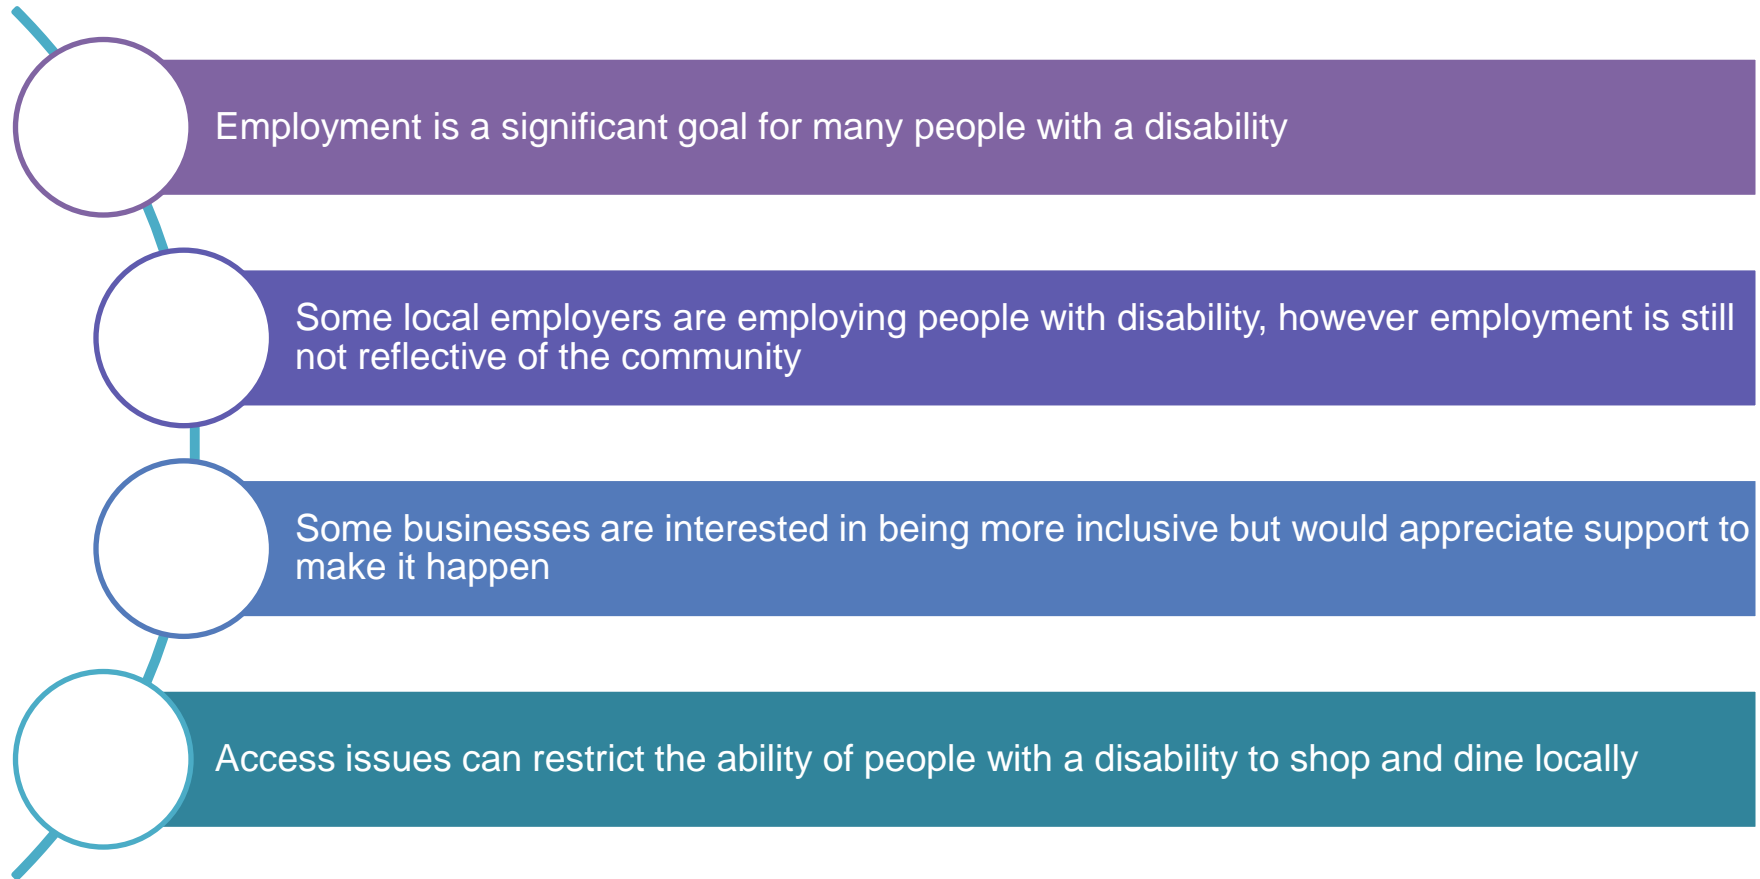 Employment is a significant goal for many people with a disability
Some local employers are employing people with disability, however employment is still
not reflective of the community
Some businesses are interested in being more inclusive but would appreciate support to
make it happen
Access issues can restrict the ability of people with a disability to shop and dine locally